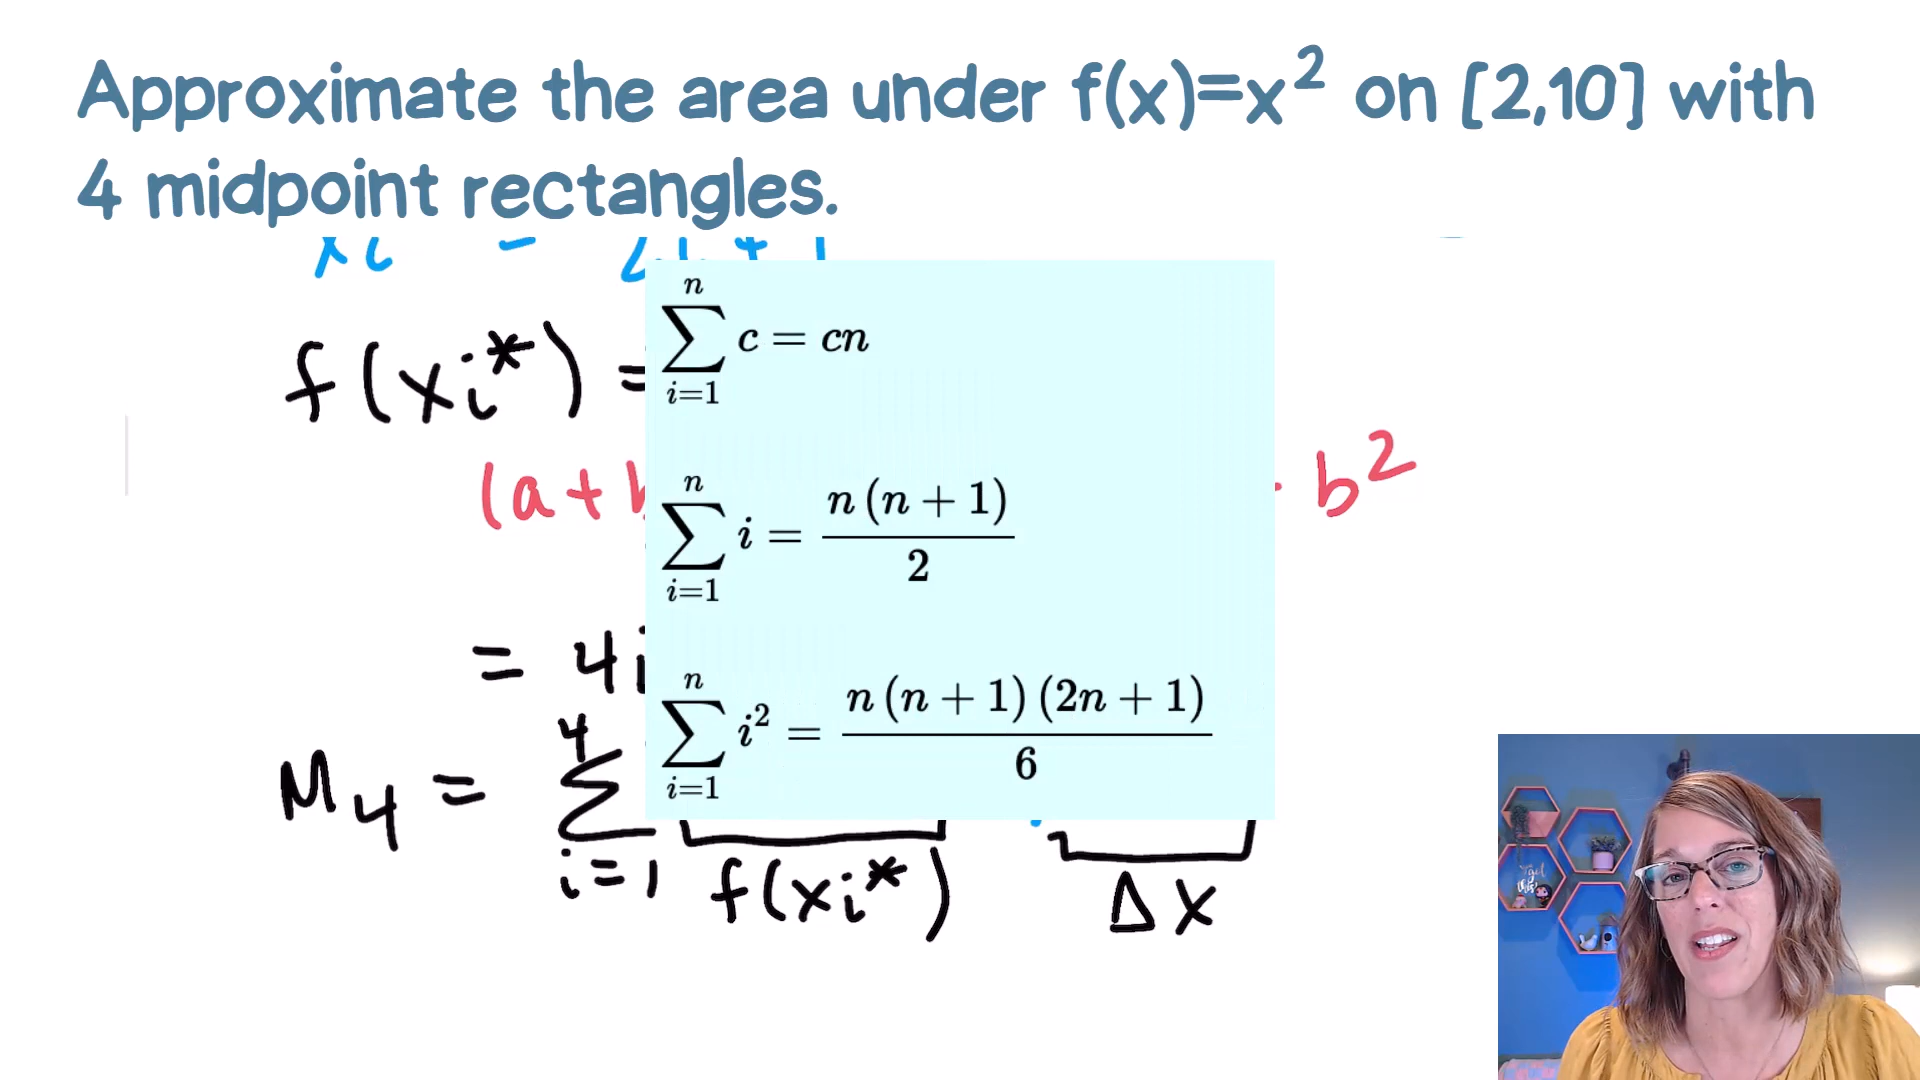 Approximate the area under f(x)=x² on [2,10] with
4 midpoint rectangles.
f(xi*) =
(a+b
b²
= 4i
M₄ = 4∑i=1
f(xi*)
Δx
n∑i=1 c = cn
n∑i=1 i = n(n+1)/2
n∑i=1 i² = n(n+1)(2n+1)/6